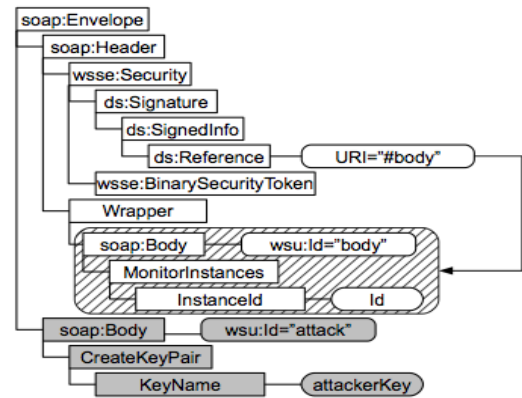 soap:Envelope
soap:Header
wsse:Security
ds:Signature
ds:SignedInfo
ds:Reference URI="#body"
wsse:BinarySecurityToken
Wrapper
soap:Body wsu:Id="body"
MonitorInstances
InstanceId Id
soap:Body wsu:Id="attack"
CreateKeyPair
KeyName attackerKey